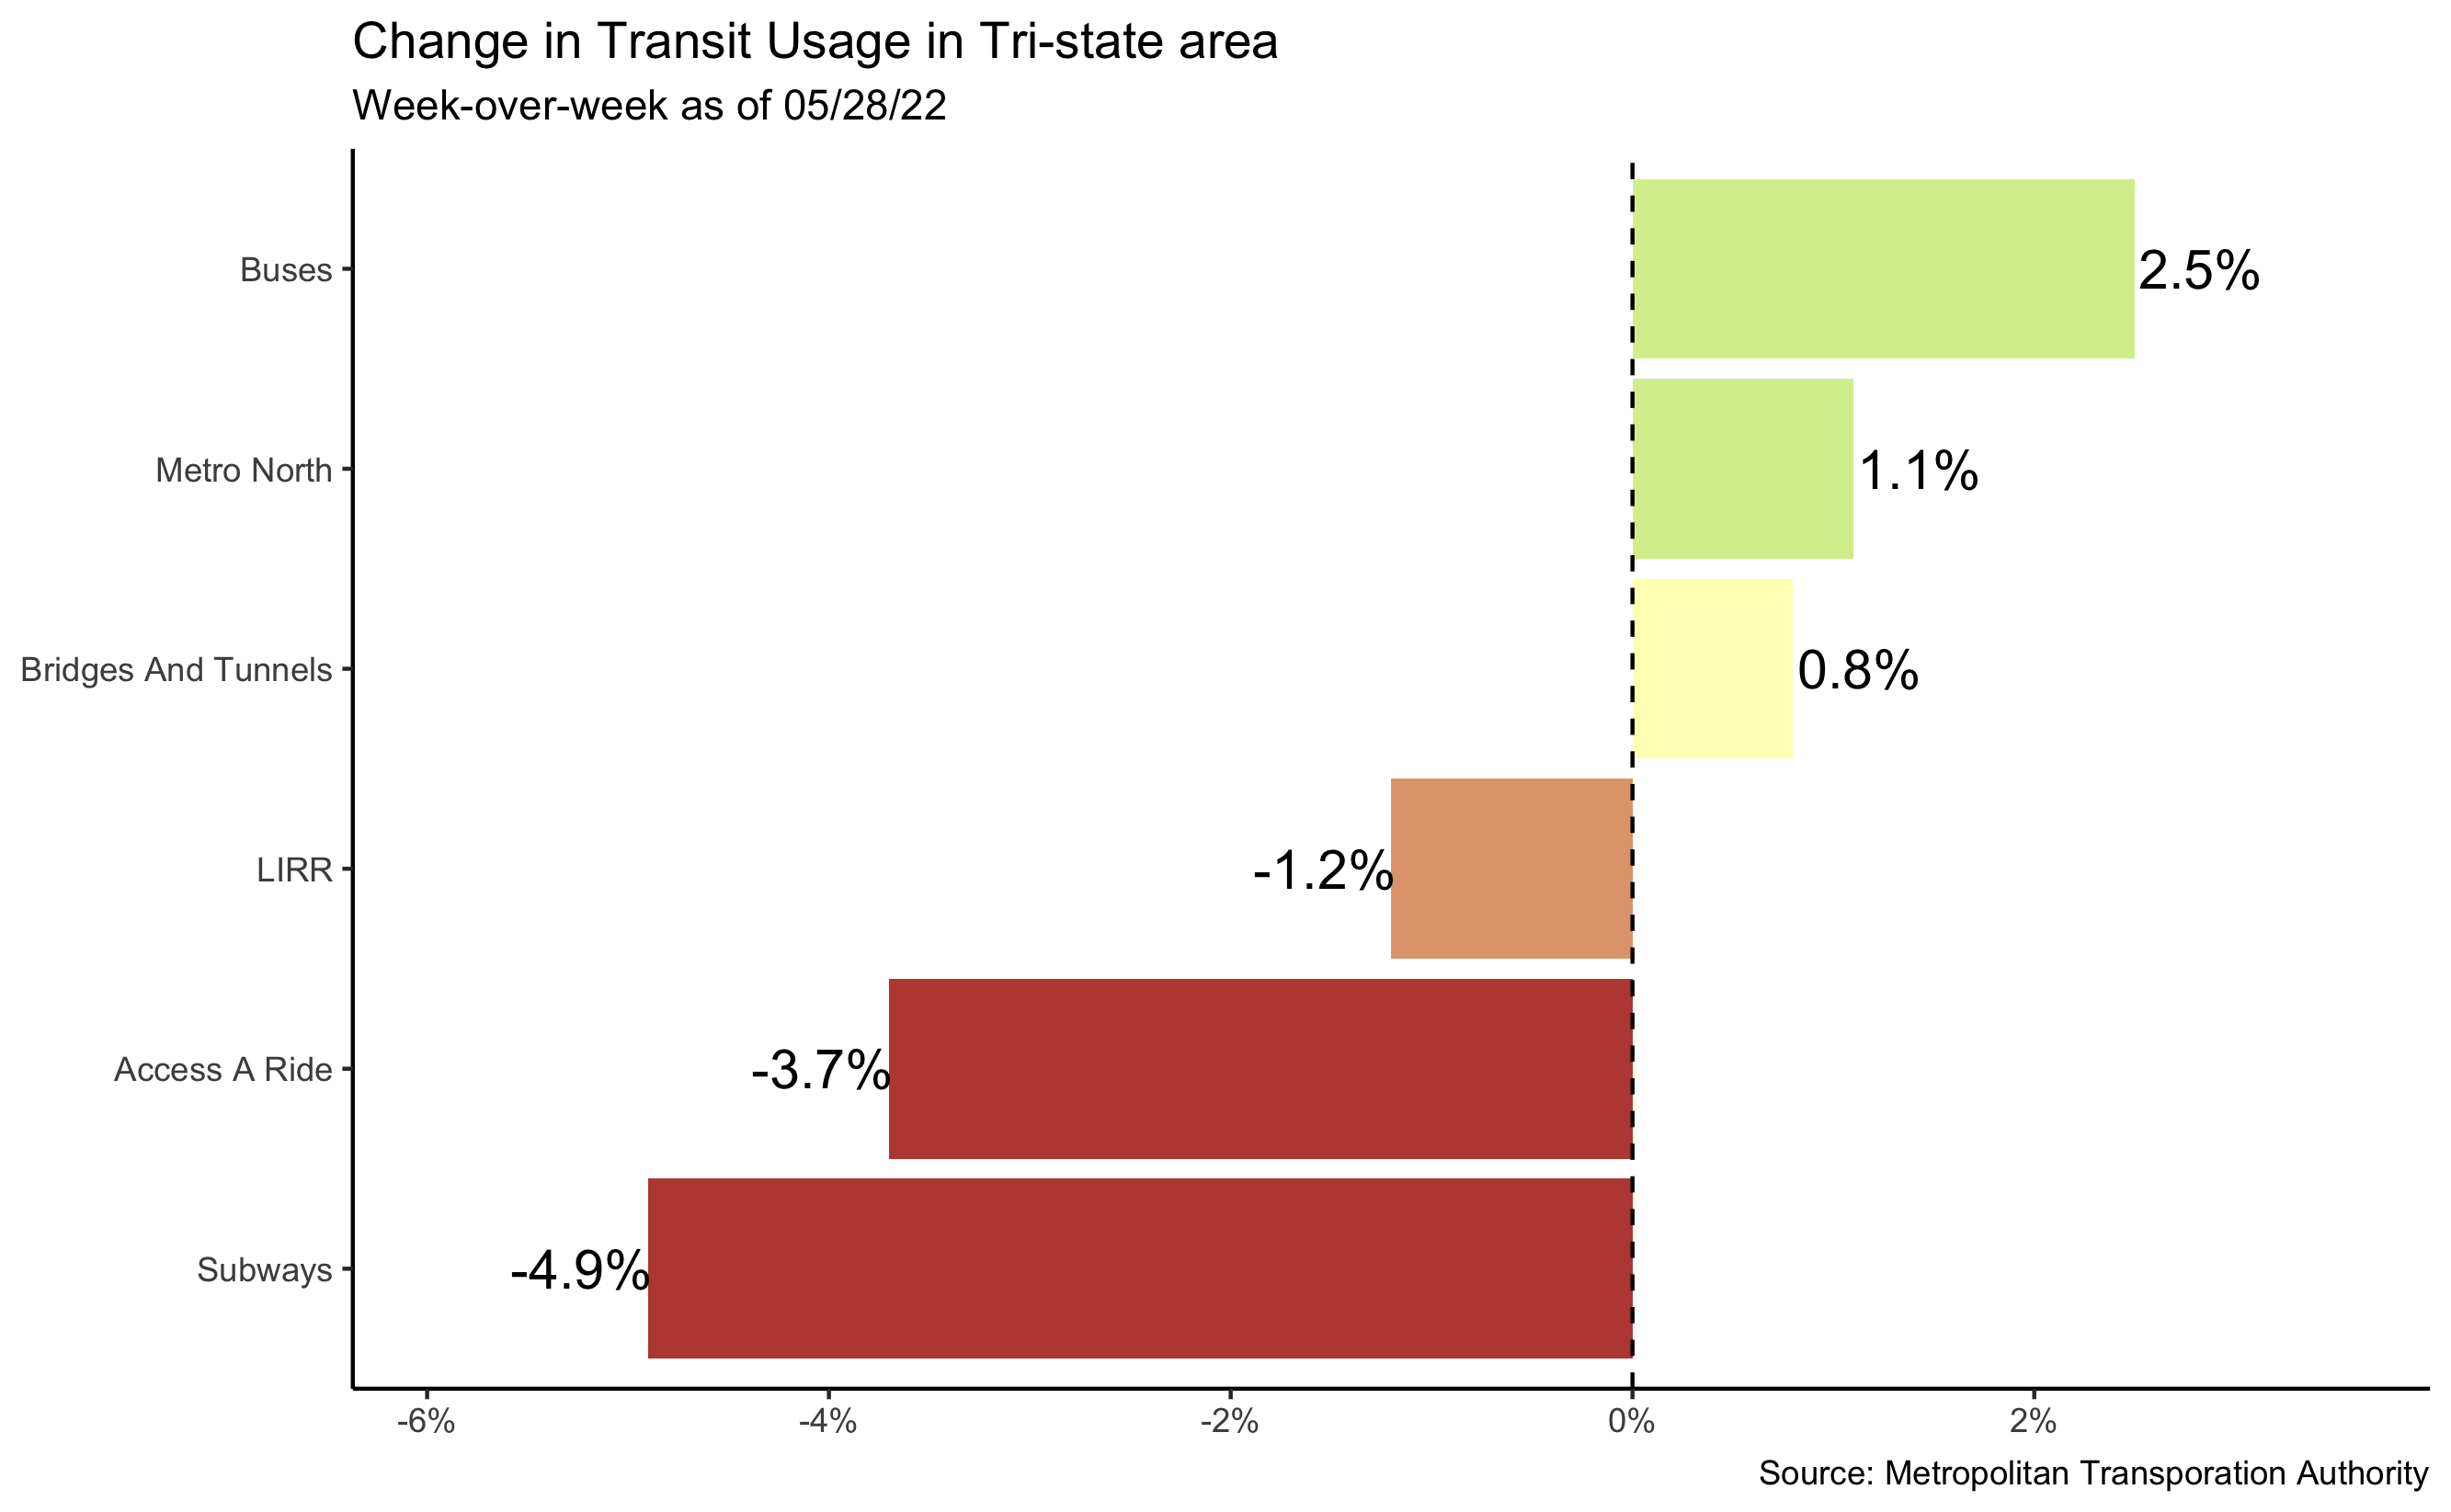 Change in Transit Usage in Tri-state area
Week-over-week as of 05/28/22
Buses
2.5%
Metro North
1.1%
Bridges And Tunnels
0.8%
LIRR
-1.2%
Access A Ride
-3.7%
Subways
-4.9%
-6% -4% -2% 0% 2%
Source: Metropolitan Transporation Authority